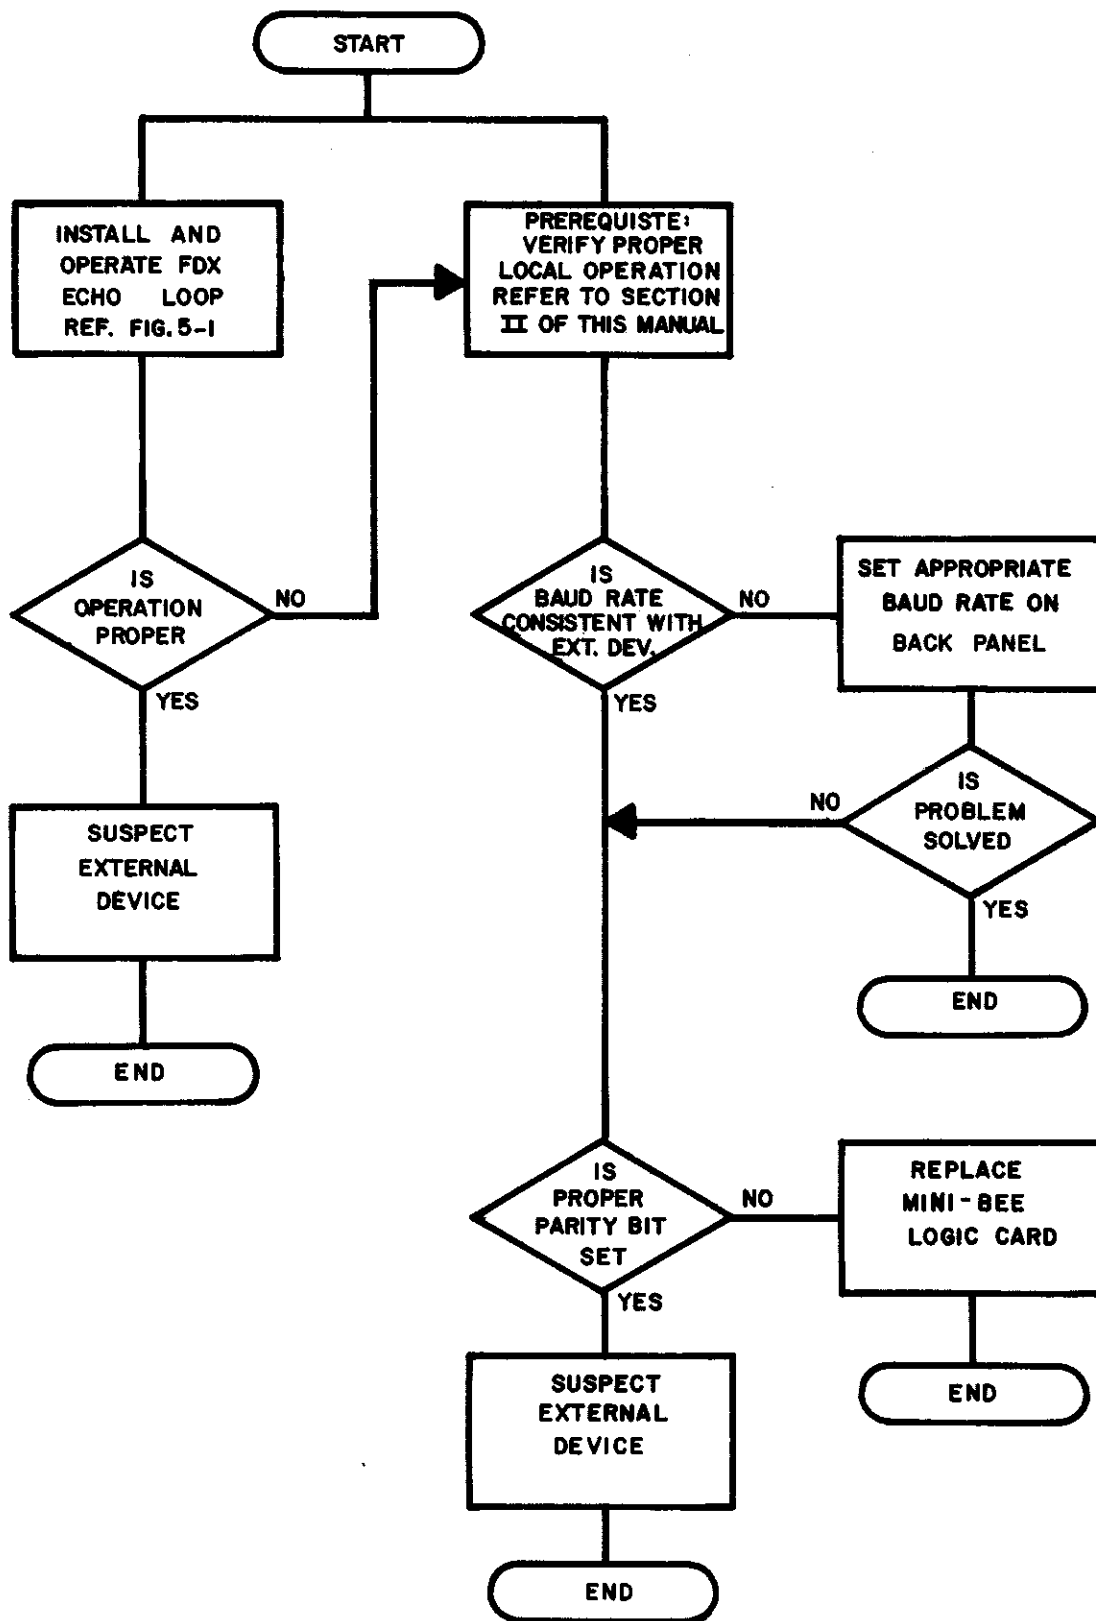 START
INSTALL AND
OPERATE FDX
ECHO LOOP
REF. FIG. 5-1
IS
OPERATION
PROPER
NO
YES
SUSPECT
EXTERNAL
DEVICE
END
PREREQUISTE:
VERIFY PROPER
LOCAL OPERATION
REFER TO SECTION
II OF THIS MANUAL
IS
BAUD RATE
CONSISTENT WITH
EXT. DEV.
NO
YES
SET APPROPRIATE
BAUD RATE ON
BACK PANEL
IS
PROBLEM
SOLVED
NO
YES
END
IS
PROPER
PARITY BIT
SET
NO
YES
REPLACE
MINI-BEE
LOGIC CARD
END
SUSPECT
EXTERNAL
DEVICE
END